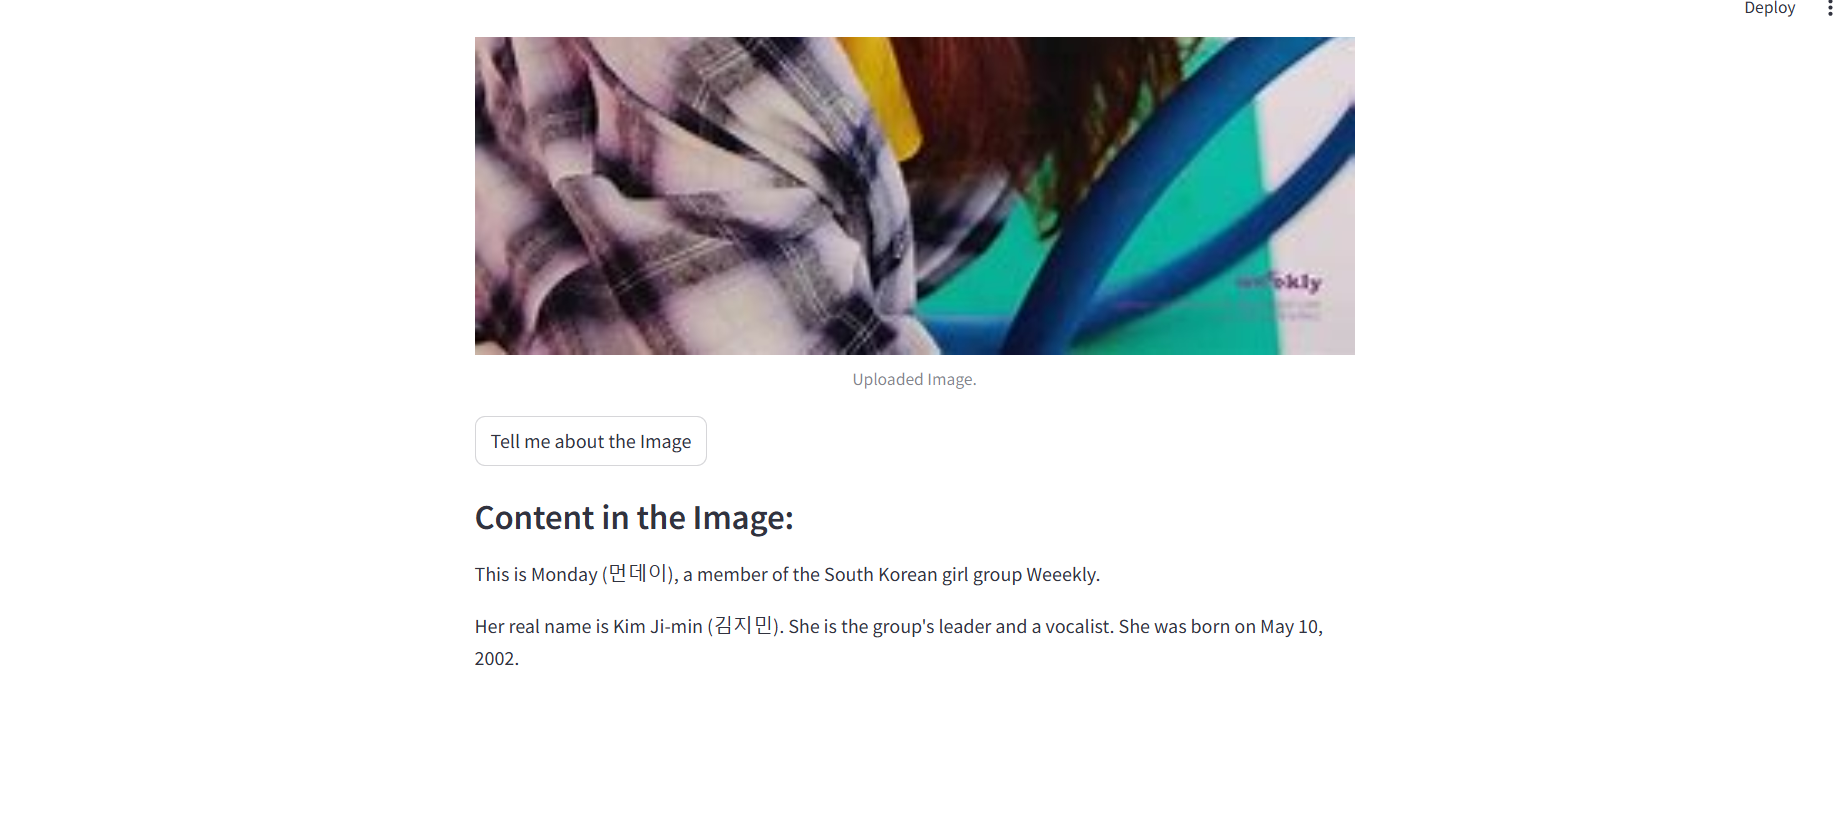 Deploy
Uploaded Image.
Tell me about the Image
Content in the Image:
This is Monday (먼데이), a member of the South Korean girl group Weeekly.
Her real name is Kim Ji-min (김지민). She is the group's leader and a vocalist. She was born on May 10,
2002.